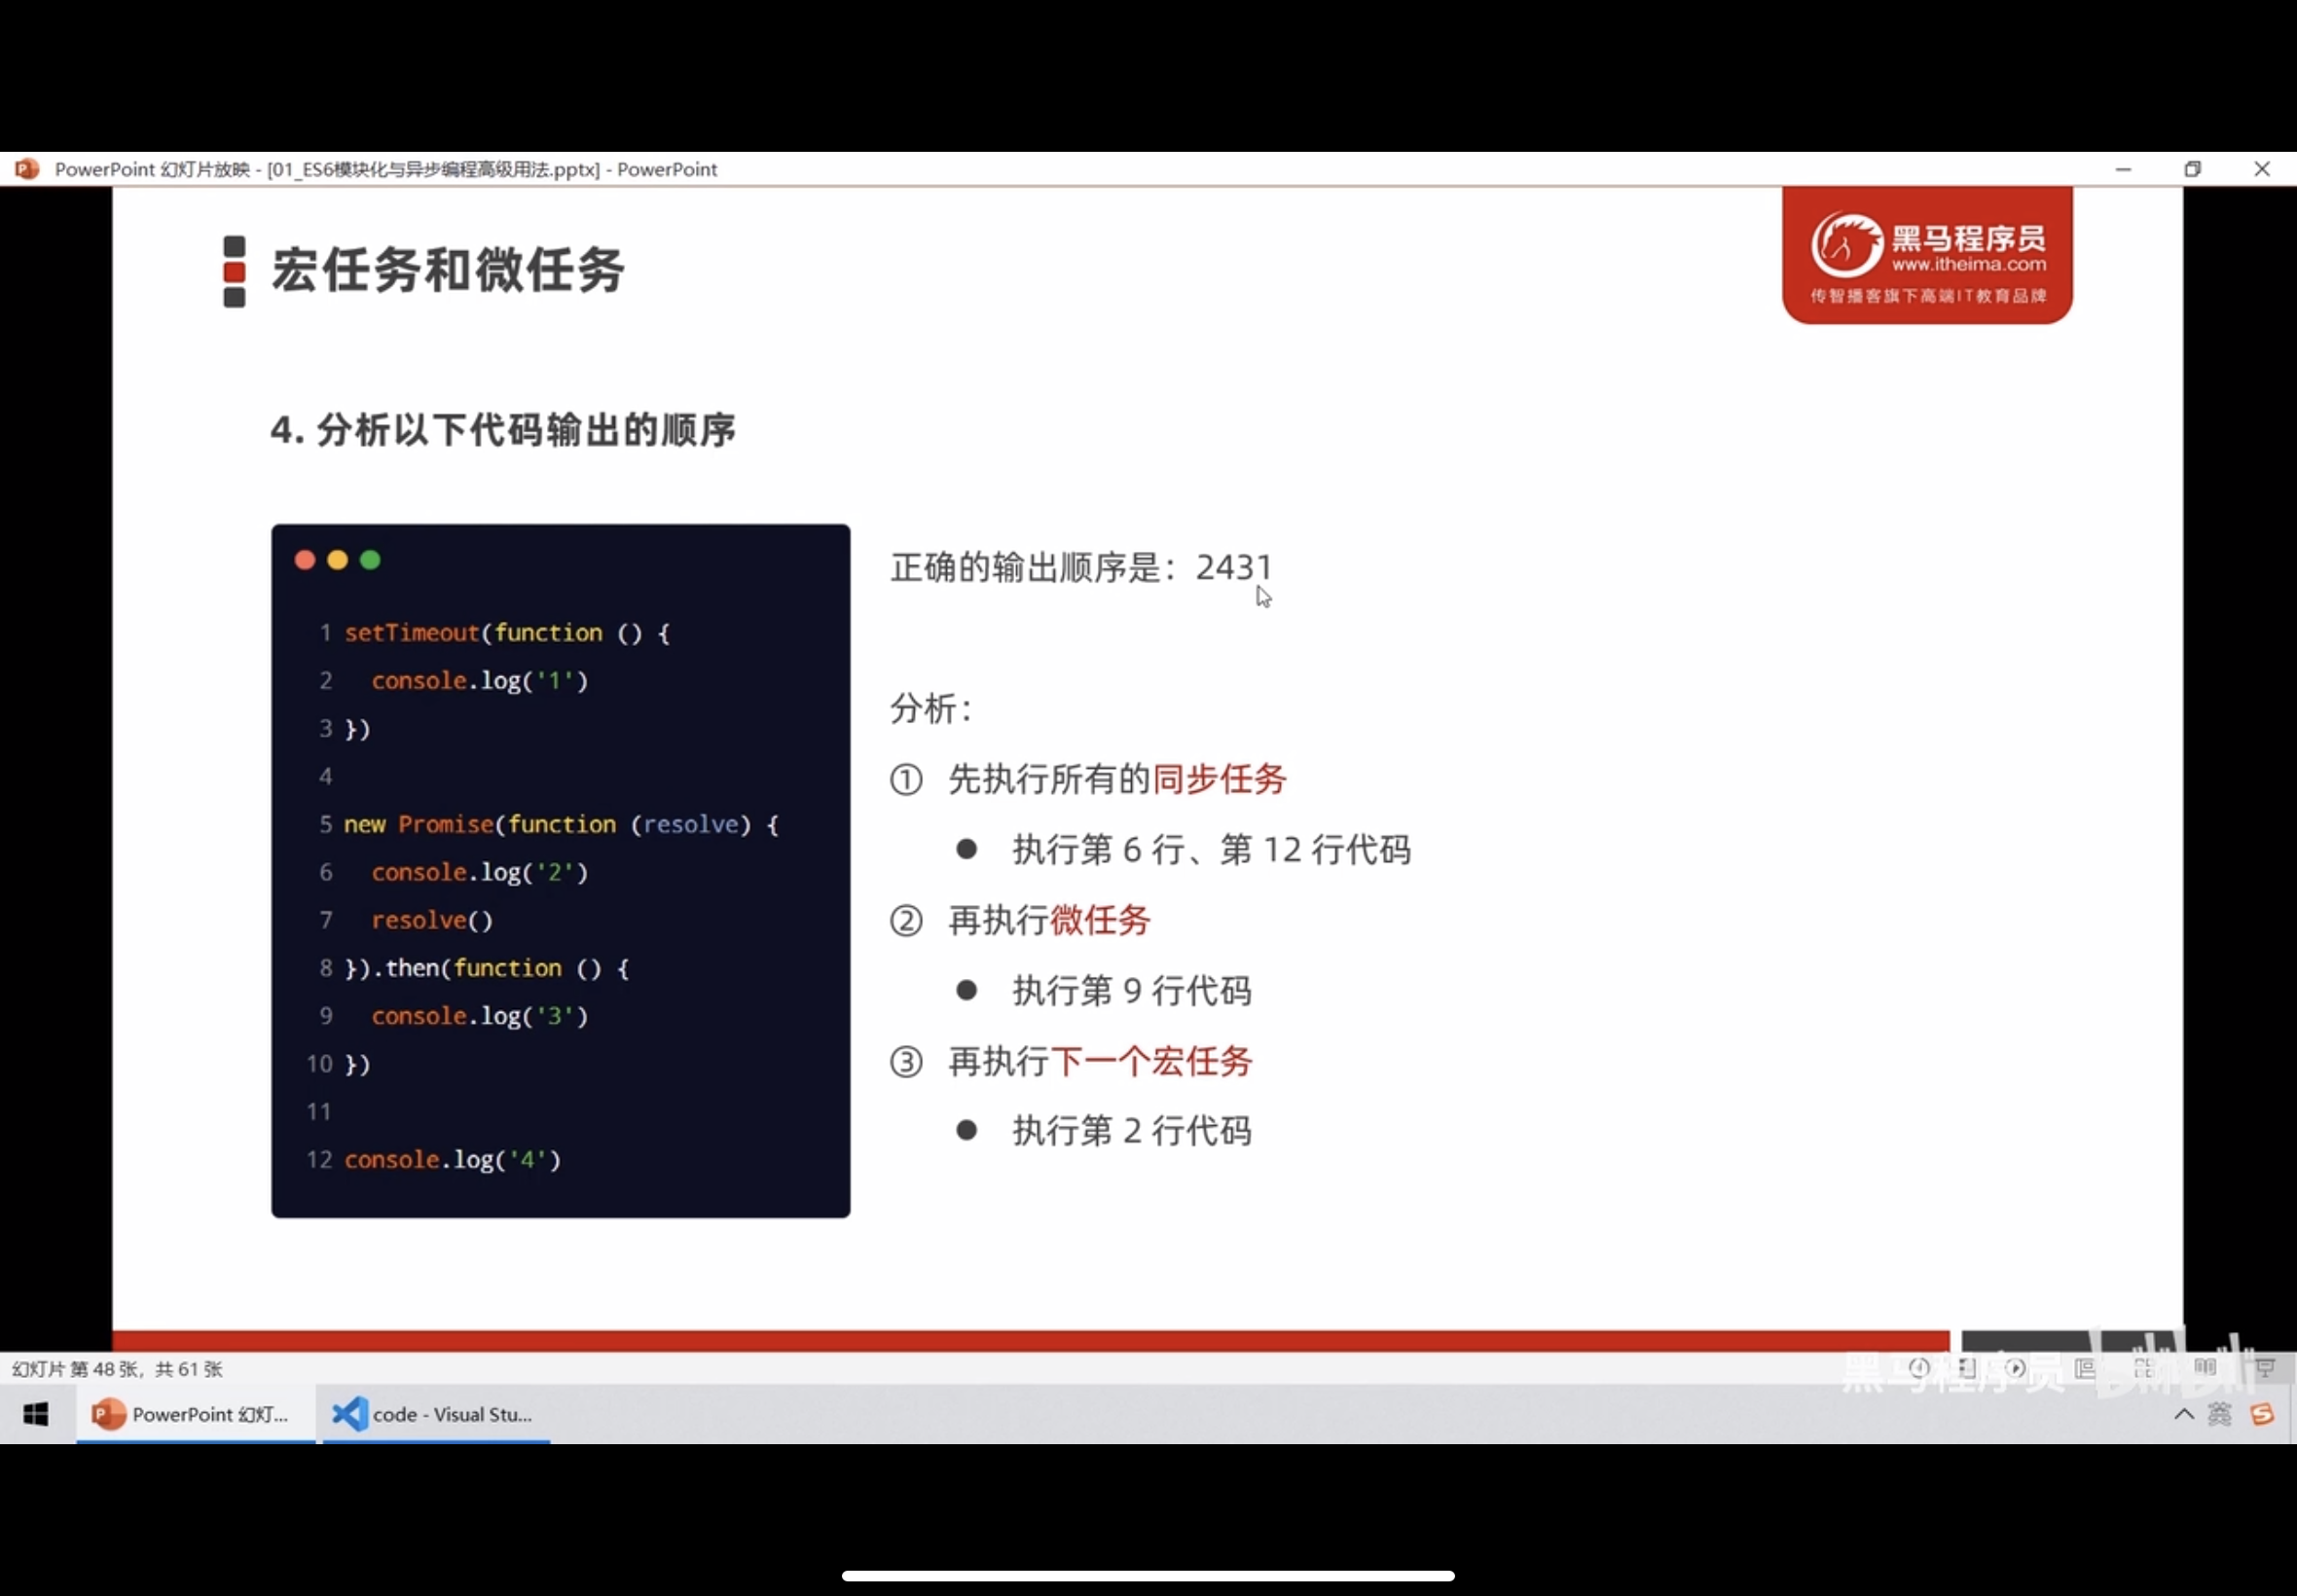 PowerPoint 幻灯片放映 - [01_ES6模块化与异步编程高级用法.pptx] - PowerPoint
黑马程序员
www.itheima.com
传智播客旗下高端IT教育品牌
宏任务和微任务
4. 分析以下代码输出的顺序
1 setTimeout(function () {
2 console.log('1')
3 })
4
5 new Promise(function (resolve) {
6 console.log('2')
7 resolve()
8 }).then(function () {
9 console.log('3')
10 })
11
12 console.log('4')
正确的输出顺序是：2431
分析：
① 先执行所有的同步任务
● 执行第 6 行、第 12 行代码
② 再执行微任务
● 执行第 9 行代码
③ 再执行下一个宏任务
● 执行第 2 行代码
幻灯片 第 48 张，共 61 张
黑马程序员 bilibili
PowerPoint 幻灯...
code - Visual Stu...
英